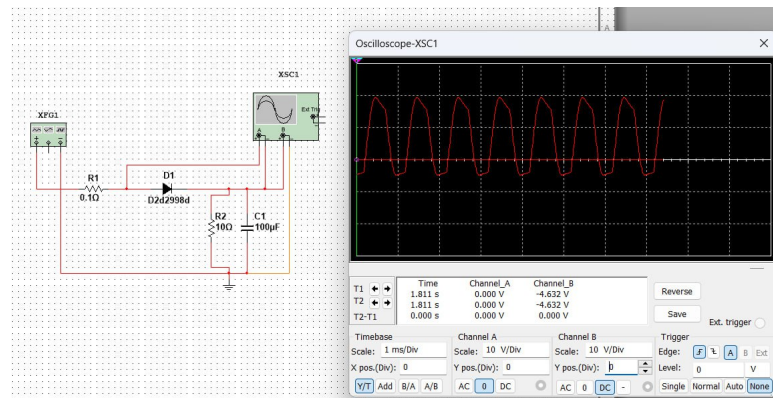 Oscilloscope-XSC1
XSC1
Ext Trig
A
B
XFG1
R1
0.1Ω
D1
D2d2998d
R2
10Ω
C1
100µF
Time Channel_A Channel_B
T1 1.811 s 0.000 V -4.632 V
T2 1.811 s 0.000 V -4.632 V
T2-T1 0.000 s 0.000 V 0.000 V
Reverse
Save
Ext. trigger
Timebase
Scale: 1 ms/Div
X pos.(Div): 0
Y/T Add B/A A/B
Channel A
Scale: 10 V/Div
Y pos.(Div): 0
AC 0 DC
Channel B
Scale: 10 V/Div
Y pos.(Div): 0
AC 0 DC -
Trigger
Edge: A B Ext
Level: 0 V
Single Normal Auto None